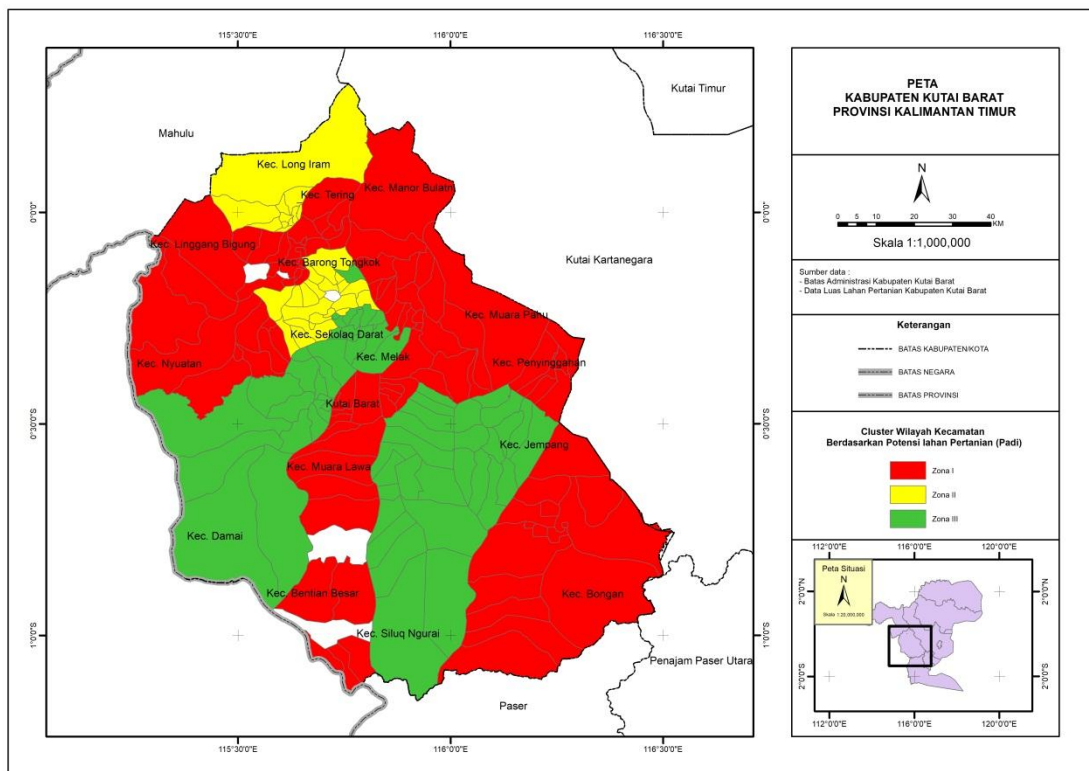 115°30'0"E
116°0'0"E
116°30'0"E
Kutai Timur
Mahulu
Kec. Long Iram
Kec. Tering
Kec. Manor Bulatn
0°0'0"
0°0'0"
Kec. Linggang Bigung
Kec. Barong Tongkok
Kutai Kartanegara
Kec. Muara Pahu
Kec. Sekolaq Darat
Kec. Melak
Kec. Nyuatan
Kec. Penyinggahan
Kutai Barat
0°30'0"S
0°30'0"S
Kec. Jempang
Kec. Muara Lawa
Kec. Damai
Kec. Bentian Besar
Kec. Bongan
Kec. Siluq Ngurai
1°0'0"S
1°0'0"S
Penajam Paser Utara
Paser
115°30'0"E
116°0'0"E
116°30'0"E
PETA
KABUPATEN KUTAI BARAT
PROVINSI KALIMANTAN TIMUR
N
0 5 10 20 30 40
KM
Skala 1:1,000,000
Sumber data :
- Batas Administrasi Kabupaten Kutai Barat
- Data Luas Lahan Pertanian Kabupaten Kutai Barat
Keterangan
BATAS KABUPATEN/KOTA
BATAS NEGARA
BATAS PROVINSI
Cluster Wilayah Kecamatan
Berdasarkan Potensi lahan Pertanian (Padi)
Zona I
Zona II
Zona III
112°0'0"E
116°0'0"E
120°0'0"E
Peta Situasi
N
2°0'0"N
2°0'0"N
2°0'0"S
2°0'0"S
112°0'0"E
116°0'0"E
120°0'0"E